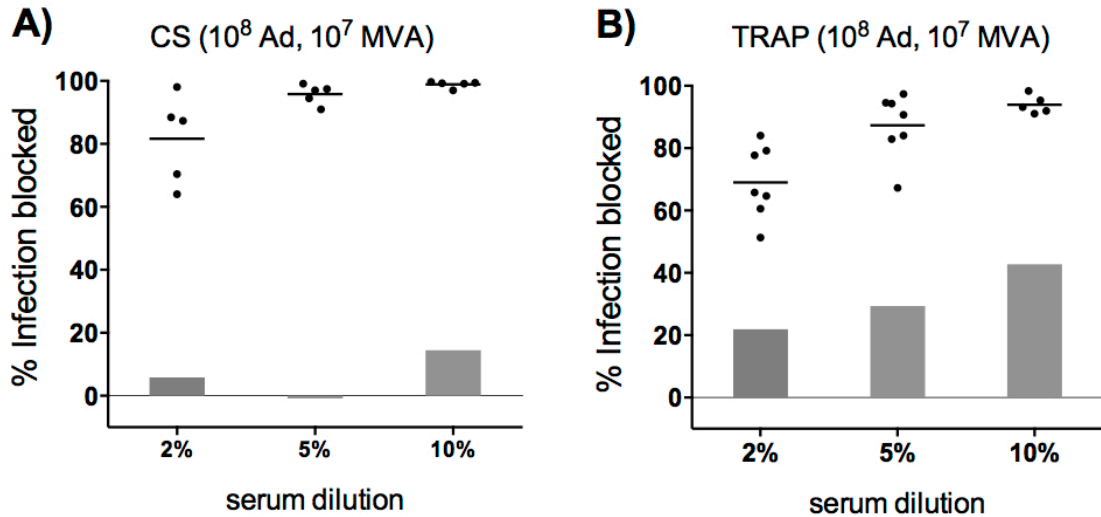 A)
CS (10⁸ Ad, 10⁷ MVA)
% Infection blocked
100
80
60
40
20
0
2%
5%
10%
serum dilution
B)
TRAP (10⁸ Ad, 10⁷ MVA)
% Infection blocked
100
80
60
40
20
0
2%
5%
10%
serum dilution